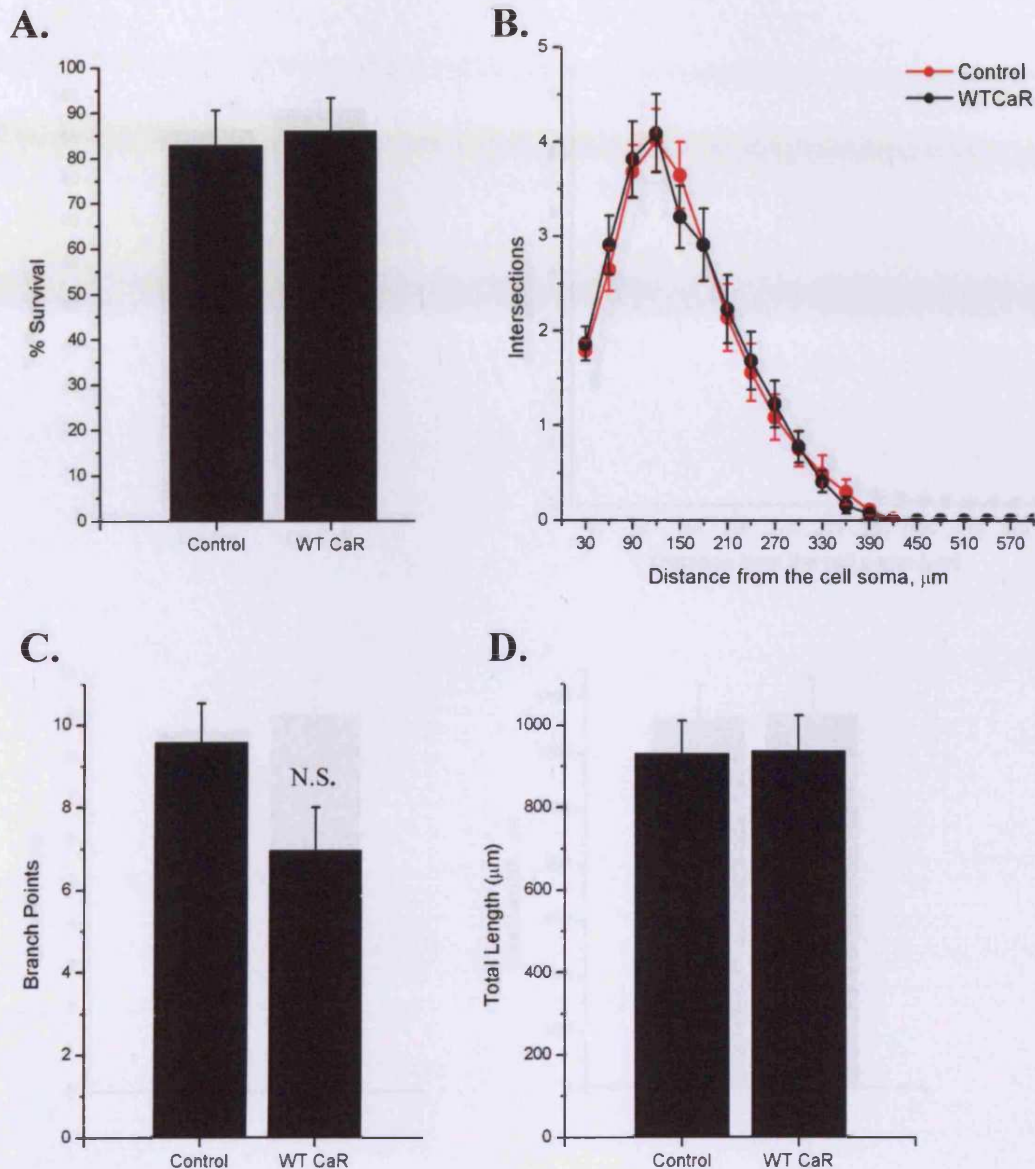 A.
100
90
80
70
60
50
40
30
20
10
0
% Survival
Control
WT CaR
B.
5
4
3
2
1
0
Intersections
Control
WTCaR
30 90 150 210 270 330 390 450 510 570
Distance from the cell soma, μm
C.
10
8
6
4
2
0
Branch Points
N.S.
Control
WT CaR
D.
1000
800
600
400
200
0
Total Length (μm)
Control
WT CaR